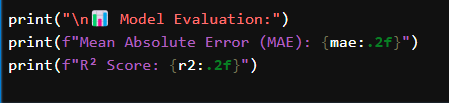 print("\n📊 Model Evaluation:")
print(f"Mean Absolute Error (MAE): {mae:.2f}")
print(f"R² Score: {r2:.2f}")